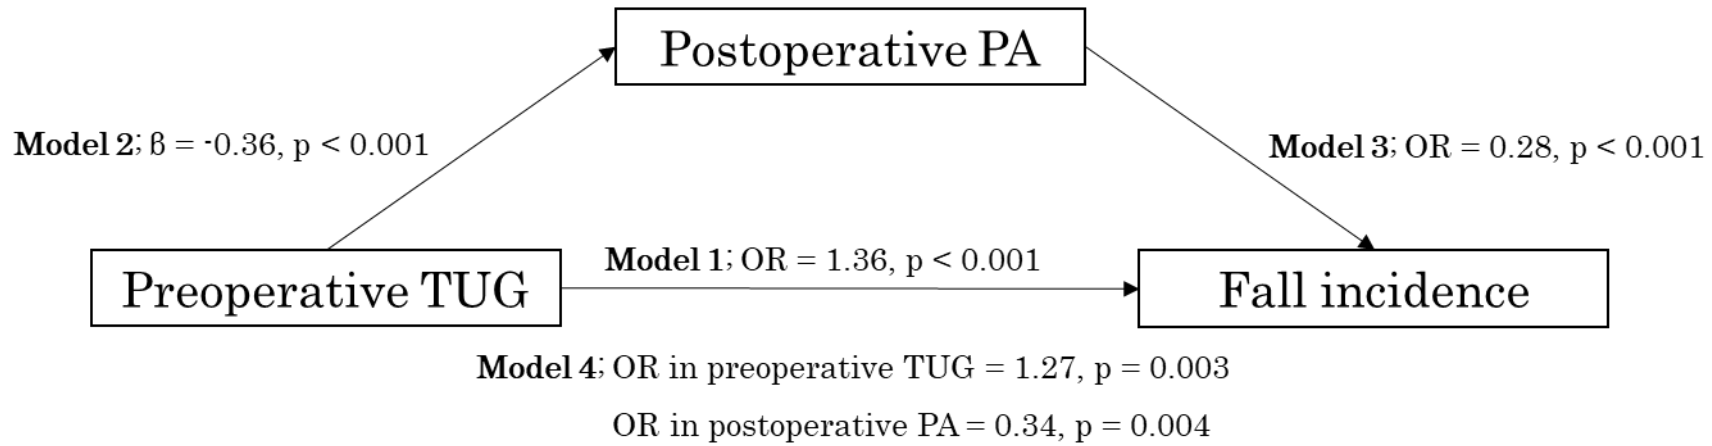 Postoperative PA
Model 2; ß = -0.36, p < 0.001
Model 3; OR = 0.28, p < 0.001
Model 1; OR = 1.36, p < 0.001
Preoperative TUG
Fall incidence
Model 4; OR in preoperative TUG = 1.27, p = 0.003
OR in postoperative PA = 0.34, p = 0.004